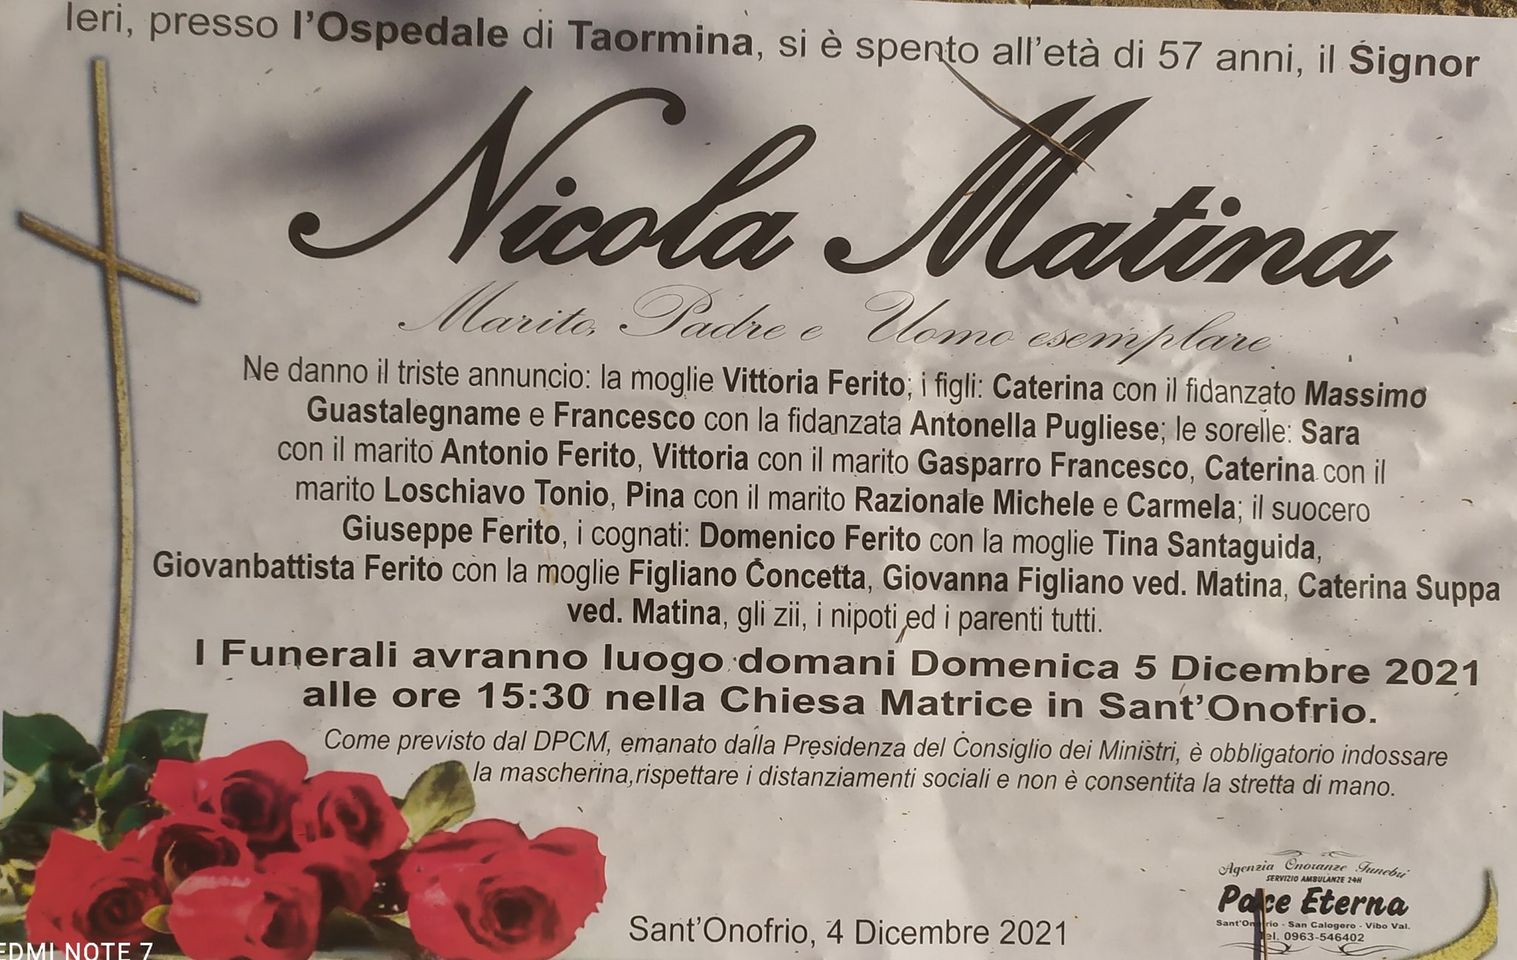 Ieri, presso l'Ospedale di Taormina, si è spento all'età di 57 anni, il Signor
Nicola Matina
Marito, Padre e Uomo esemplare
Ne danno il triste annuncio: la moglie Vittoria Ferito; i figli: Caterina con il fidanzato Massimo
Guastalegname e Francesco con la fidanzata Antonella Pugliese; le sorelle: Sara
con il marito Antonio Ferito, Vittoria con il marito Gasparro Francesco, Caterina con il
marito Loschiavo Tonio, Pina con il marito Razionale Michele e Carmela; il suocero
Giuseppe Ferito, i cognati: Domenico Ferito con la moglie Tina Santaguida,
Giovanbattista Ferito con la moglie Figliano Concetta, Giovanna Figliano ved. Matina, Caterina Suppa
ved. Matina, gli zii, i nipoti ed i parenti tutti.
I Funerali avranno luogo domani Domenica 5 Dicembre 2021
alle ore 15:30 nella Chiesa Matrice in Sant'Onofrio.
Come previsto dal DPCM, emanato dalla Presidenza del Consiglio dei Ministri, è obbligatorio indossare
la mascherina, rispettare i distanziamenti sociali e non è consentita la stretta di mano.
Sant'Onofrio, 4 Dicembre 2021
Agenzia Onoranze Funebri
SERVIZIO AMBULANZE 24H
Pace Eterna
Sant'Onofrio - San Calogero - Vibo Val.
Tel. 0963-546402
EDMI NOTE 7